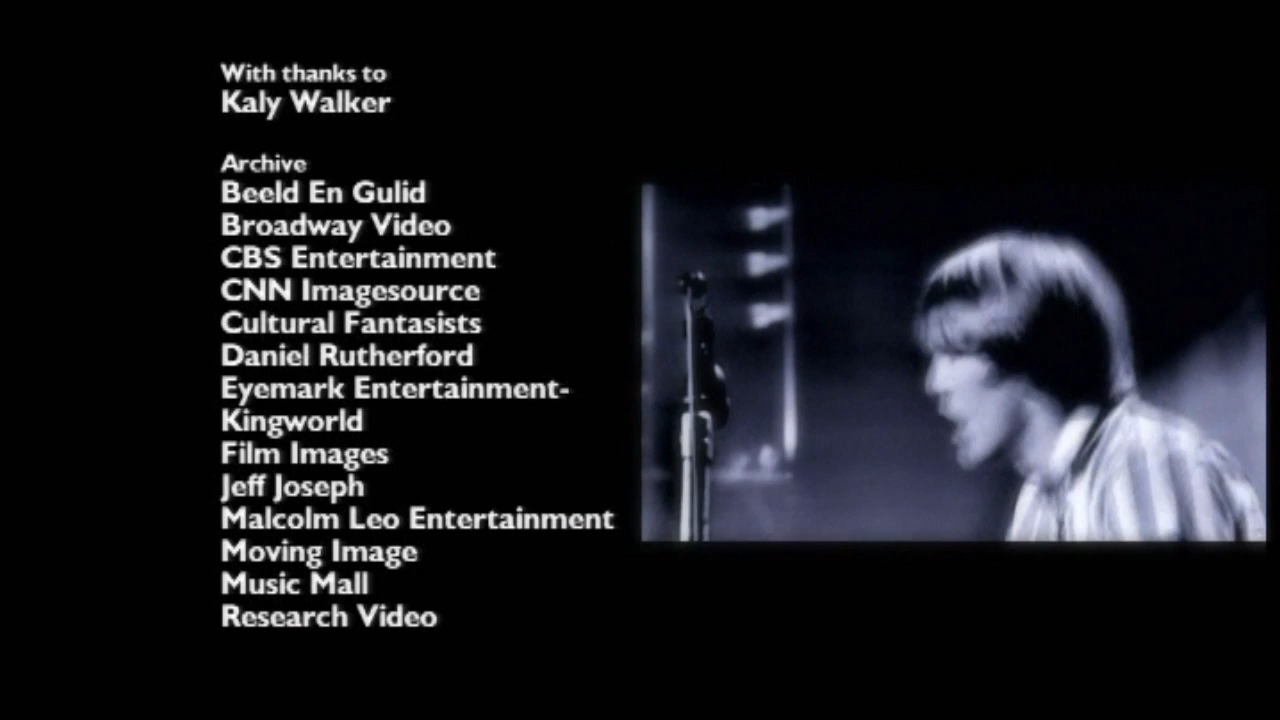 With thanks to
Kaly Walker
Archive
Beeld En Gulid
Broadway Video
CBS Entertainment
CNN Imagesource
Cultural Fantasists
Daniel Rutherford
Eyemark Entertainment-
Kingworld
Film Images
Jeff Joseph
Malcolm Leo Entertainment
Moving Image
Music Mall
Research Video